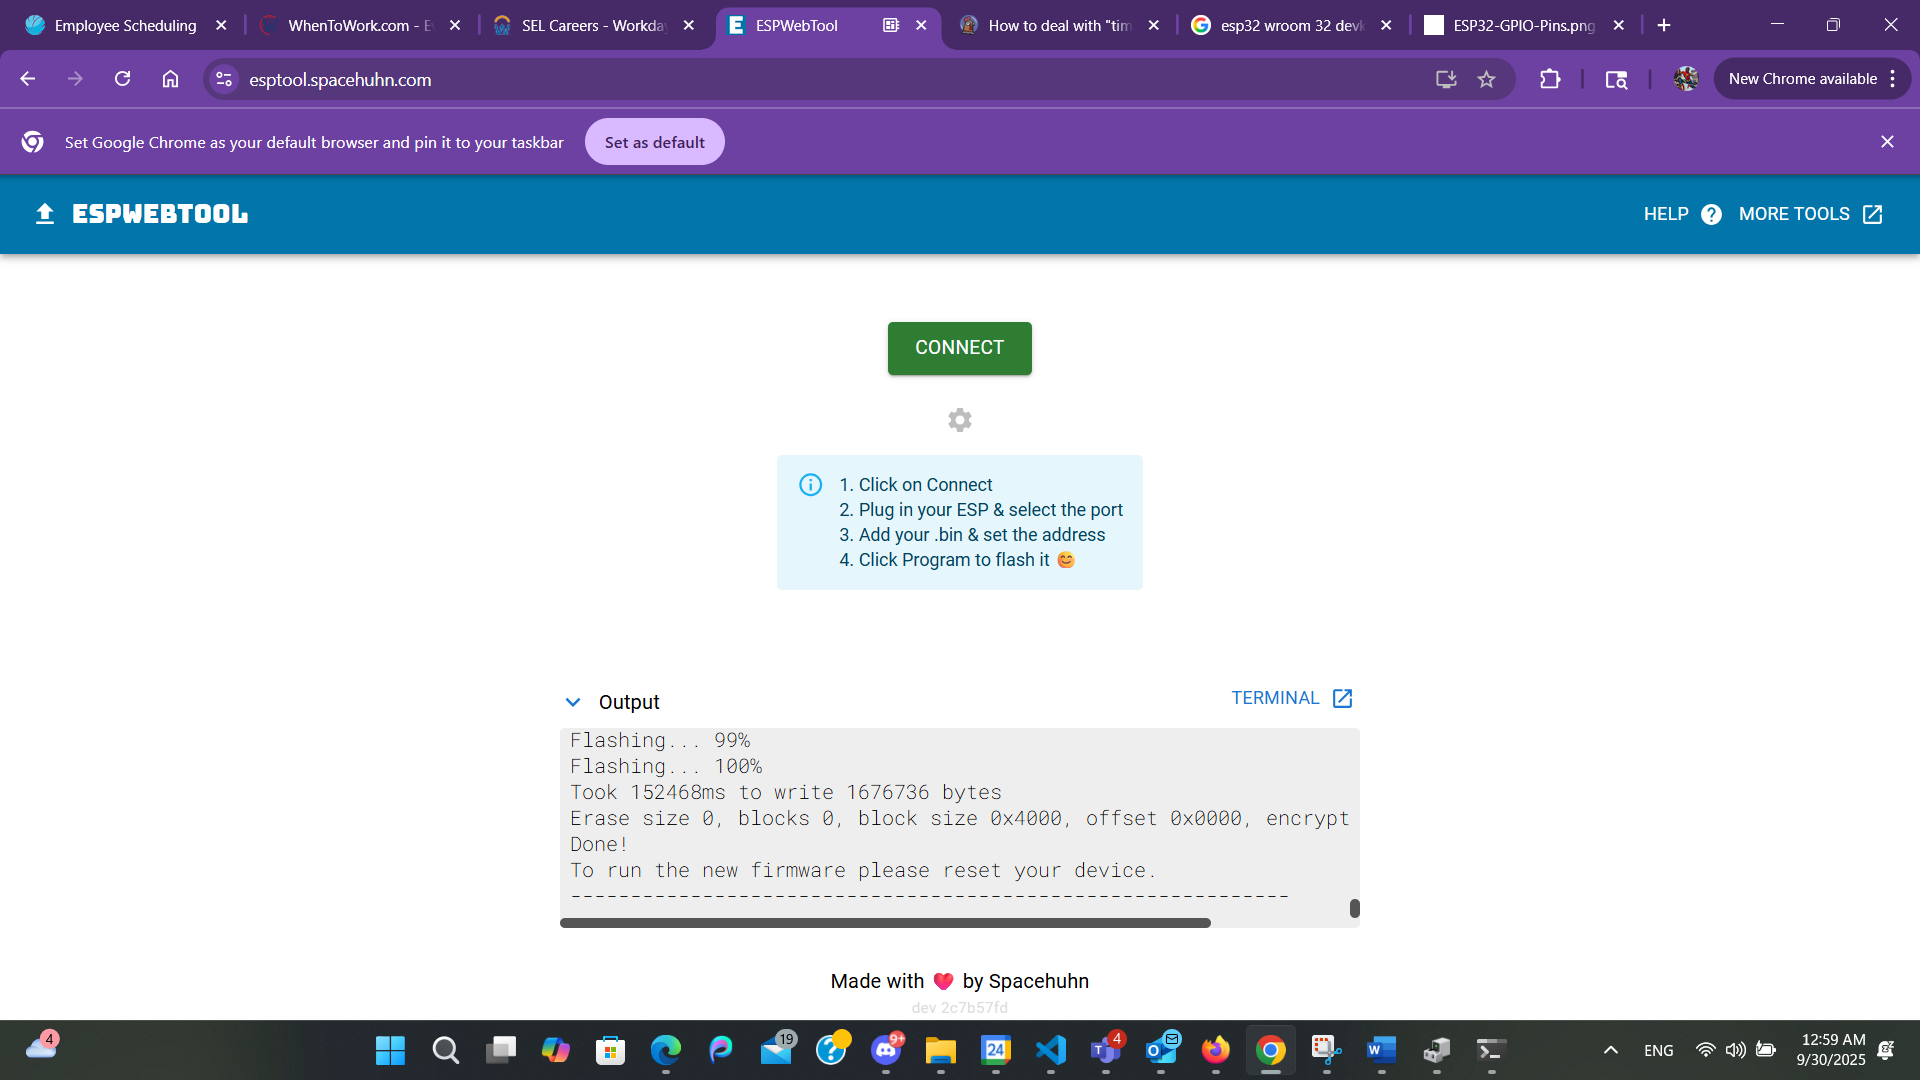 Employee Scheduling
WhenToWork.com - E
SEL Careers - Workda
ESPWebTool
How to deal with "tim
esp32 wroom 32 devk
ESP32-GPIO-Pins.png
esptool.spacehuhn.com
New Chrome available
Set Google Chrome as your default browser and pin it to your taskbar
Set as default
ESPWEBTOOL
HELP
MORE TOOLS
CONNECT
1. Click on Connect
2. Plug in your ESP & select the port
3. Add your .bin & set the address
4. Click Program to flash it 😊
Output
TERMINAL
Flashing... 99%
Flashing... 100%
Took 152468ms to write 1676736 bytes
Erase size 0, blocks 0, block size 0x4000, offset 0x0000, encrypt
Done!
To run the new firmware please reset your device.
------------------------------------------------------------
Made with ❤ by Spacehuhn
dev 2c7b57fd
4
19
9+
24
4
ENG
12:59 AM
9/30/2025